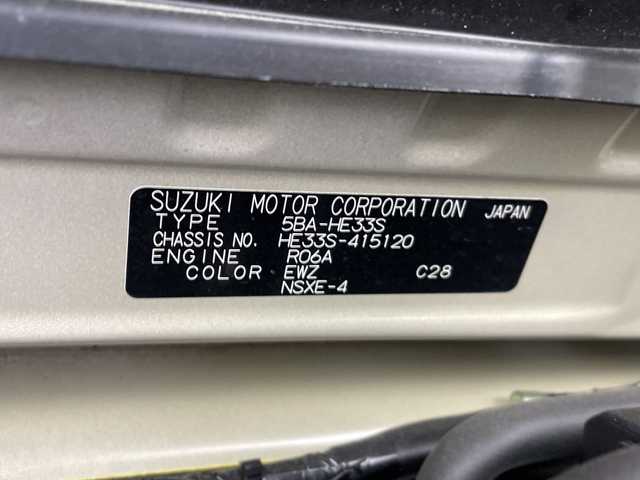 SUZUKI MOTOR CORPORATION JAPAN
TYPE 5BA-HE33S
CHASSIS NO. HE33S-415120
ENGINE R06A
COLOR EWZ C28
NSXE-4